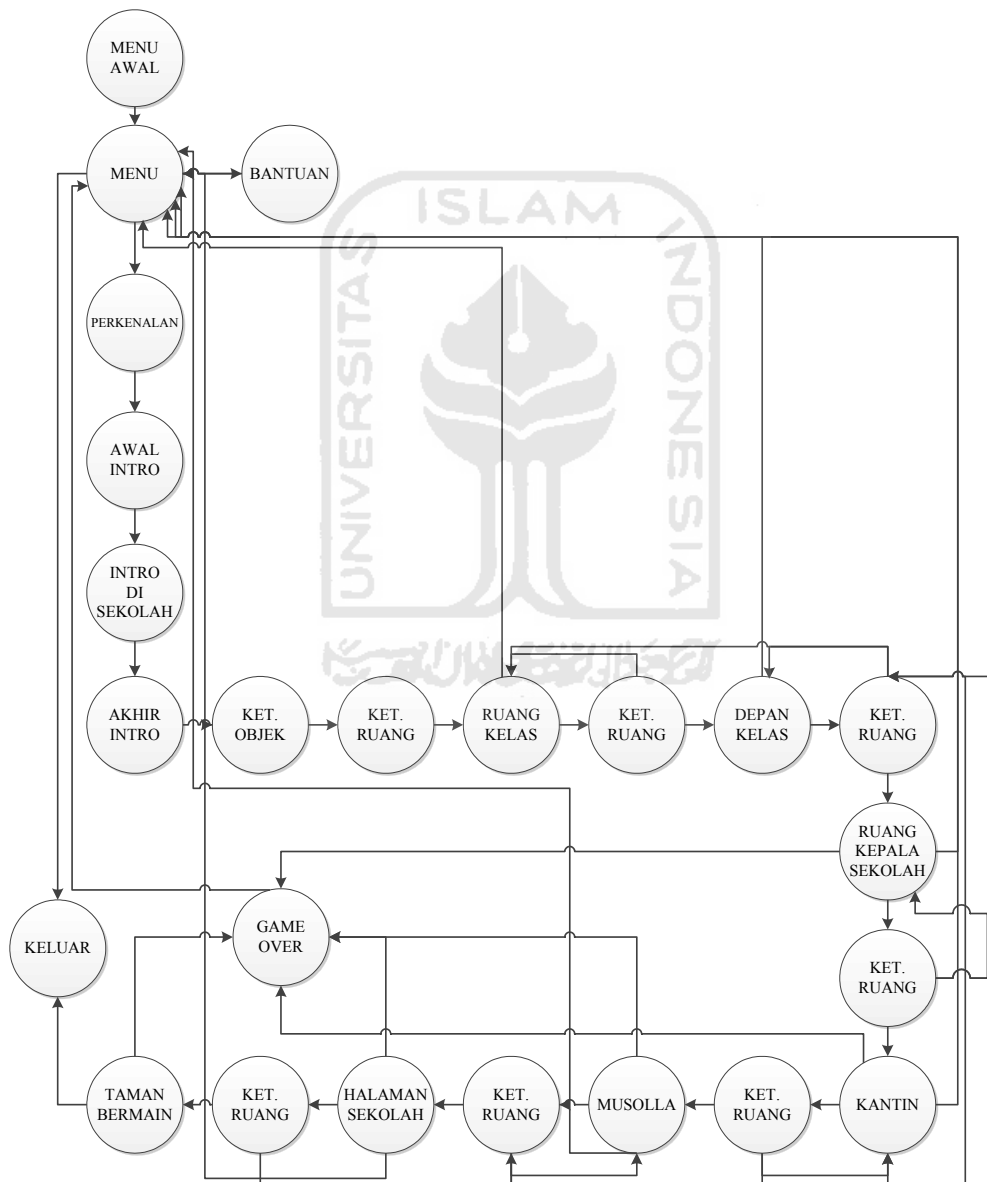 MENU
AWAL
MENU
BANTUAN
ISLAM
UNIVERSITAS
INDONESIA
PERKENALAN
AWAL
INTRO
INTRO
DI
SEKOLAH
AKHIR
INTRO
KET.
OBJEK
KET.
RUANG
RUANG
KELAS
KET.
RUANG
DEPAN
KELAS
KET.
RUANG
RUANG
KEPALA
SEKOLAH
GAME
OVER
KELUAR
KET.
RUANG
TAMAN
BERMAIN
KET.
RUANG
HALAMAN
SEKOLAH
KET.
RUANG
MUSOLLA
KET.
RUANG
KANTIN